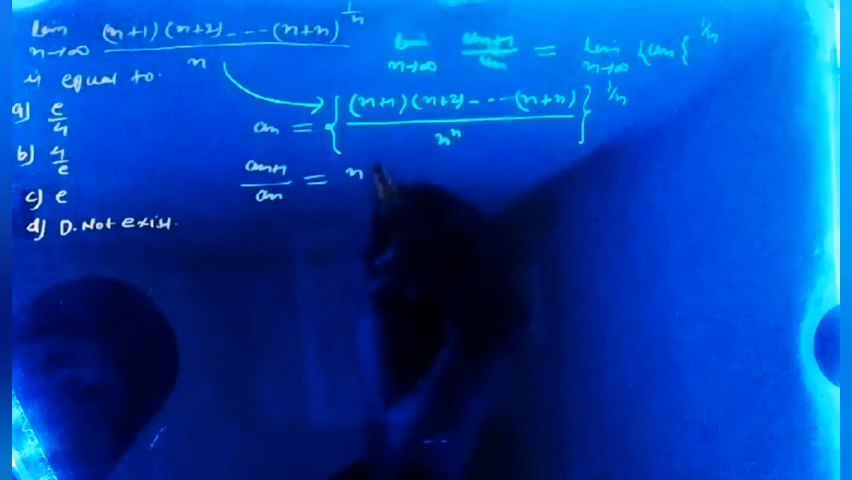 lim n→∞ (n+1)(n+2)----(n+n)^1/n / n
is equal to.
a) e/4
b) 4/e
c) e
d) D. Not exist.
lim n→∞ an+1/an = lim n→∞ {an}^1/n
an = {(n+1)(n+2)----(n+n) / n^n}^1/n
an+1/an = n